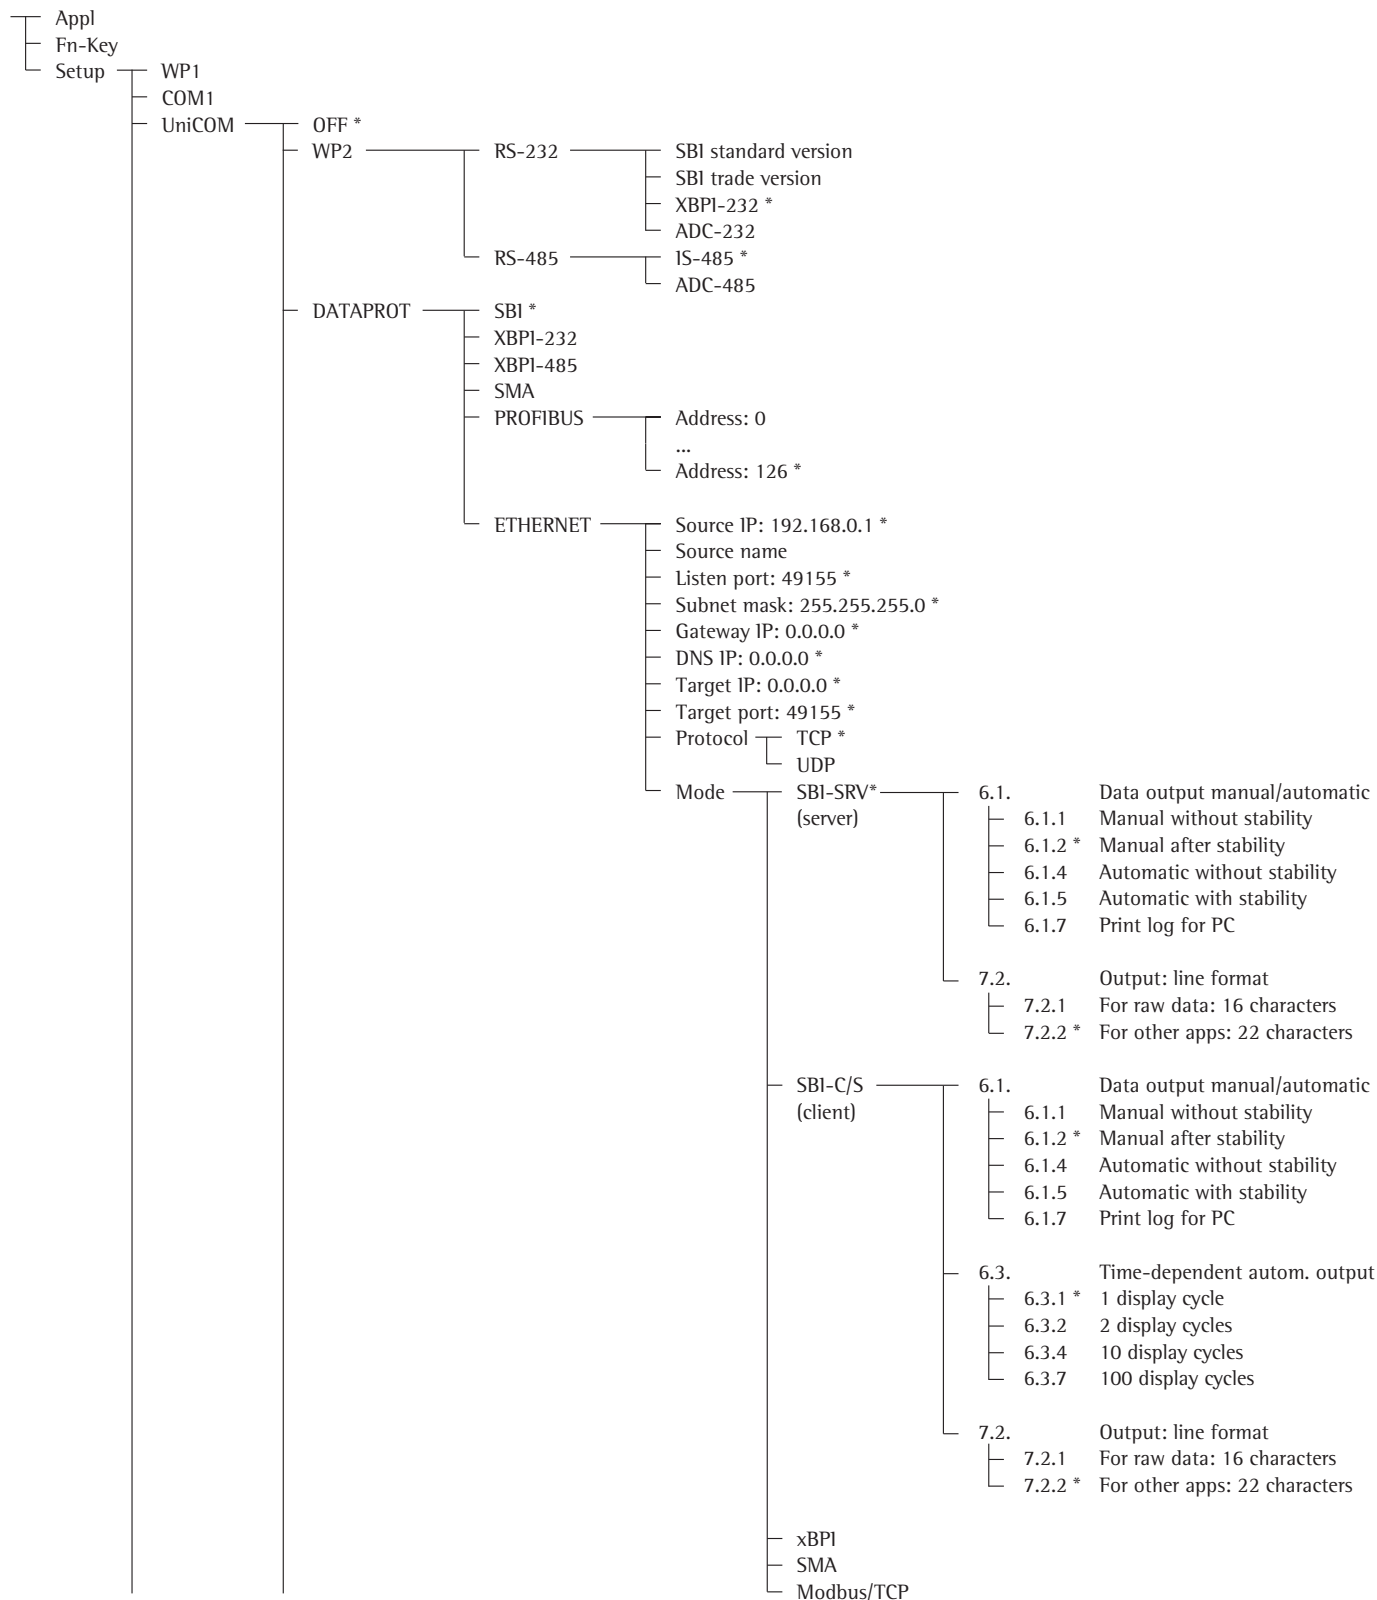 Appl
Fn-Key
Setup WP1
COM1
UniCOM OFF *
WP2 RS-232 SBI standard version
SBI trade version
XBPI-232 *
ADC-232
RS-485 IS-485 *
ADC-485
DATAPROT SBI *
XBPI-232
XBPI-485
SMA
PROFIBUS Address: 0
...
Address: 126 *
ETHERNET Source IP: 192.168.0.1 *
Source name
Listen port: 49155 *
Subnet mask: 255.255.255.0 *
Gateway IP: 0.0.0.0 *
DNS IP: 0.0.0.0 *
Target IP: 0.0.0.0 *
Target port: 49155 *
Protocol TCP *
UDP
Mode SBI-SRV* 6.1. Data output manual/automatic
(server) 6.1.1 Manual without stability
6.1.2 * Manual after stability
6.1.4 Automatic without stability
6.1.5 Automatic with stability
6.1.7 Print log for PC
7.2. Output: line format
7.2.1 For raw data: 16 characters
7.2.2 * For other apps: 22 characters
SBI-C/S 6.1. Data output manual/automatic
(client) 6.1.1 Manual without stability
6.1.2 * Manual after stability
6.1.4 Automatic without stability
6.1.5 Automatic with stability
6.1.7 Print log for PC
6.3. Time-dependent autom. output
6.3.1 * 1 display cycle
6.3.2 2 display cycles
6.3.4 10 display cycles
6.3.7 100 display cycles
7.2. Output: line format
7.2.1 For raw data: 16 characters
7.2.2 * For other apps: 22 characters
xBPI
SMA
Modbus/TCP